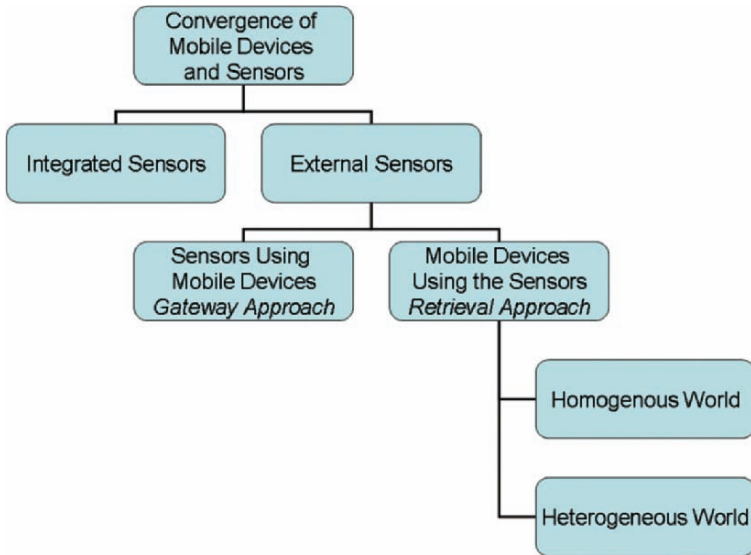 Convergence of
Mobile Devices
and Sensors
Integrated Sensors
External Sensors
Sensors Using
Mobile Devices
Gateway Approach
Mobile Devices
Using the Sensors
Retrieval Approach
Homogenous World
Heterogeneous World